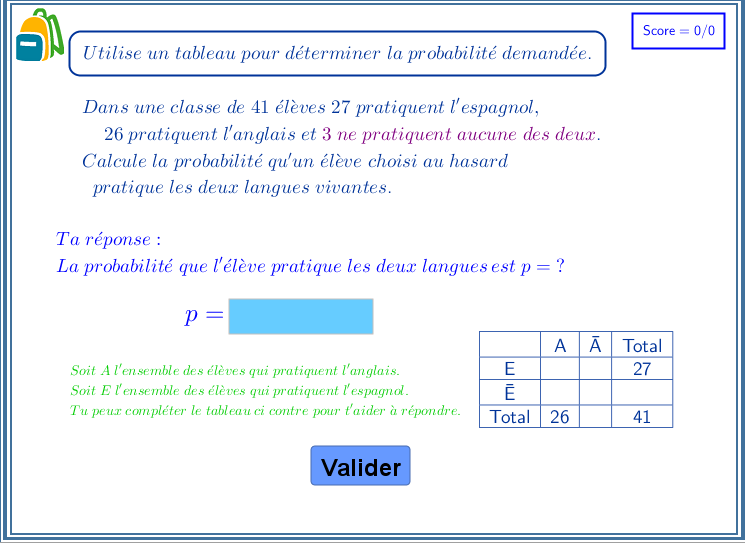 Score = 0/0
Utilise un tableau pour déterminer la probabilité demandée.
Dans une classe de 41 élèves 27 pratiquent l'espagnol,
26 pratiquent l'anglais et 3 ne pratiquent aucune des deux.
Calcule la probabilité qu'un élève choisi au hasard
pratique les deux langues vivantes.
Ta réponse :
La probabilité que l'élève pratique les deux langues est p = ?
p =
Soit A l'ensemble des élèves qui pratiquent l'anglais.
Soit E l'ensemble des élèves qui pratiquent l'espagnol.
Tu peux compléter le tableau ci contre pour t'aider à répondre.
A Ā Total
E 27
Ē
Total 26 41
Valider